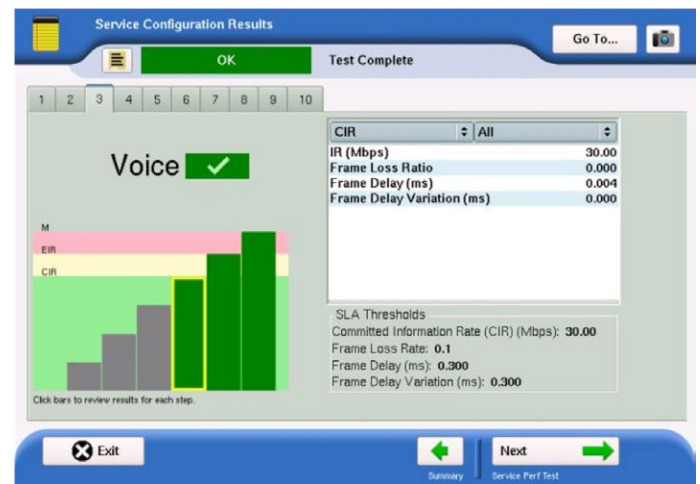 Service Configuration Results
Go To...
OK
Test Complete
1 2 3 4 5 6 7 8 9 10
Voice
CIR All
IR (Mbps) 30.00
Frame Loss Ratio 0.000
Frame Delay (ms) 0.004
Frame Delay Variation (ms) 0.000
M
EIR
CIR
SLA Thresholds
Committed Information Rate (CIR) (Mbps): 30.00
Frame Loss Rate: 0.1
Frame Delay (ms): 0.300
Frame Delay Variation (ms): 0.300
Click bars to review results for each step.
Exit
Next
Summary
Service Perf Test